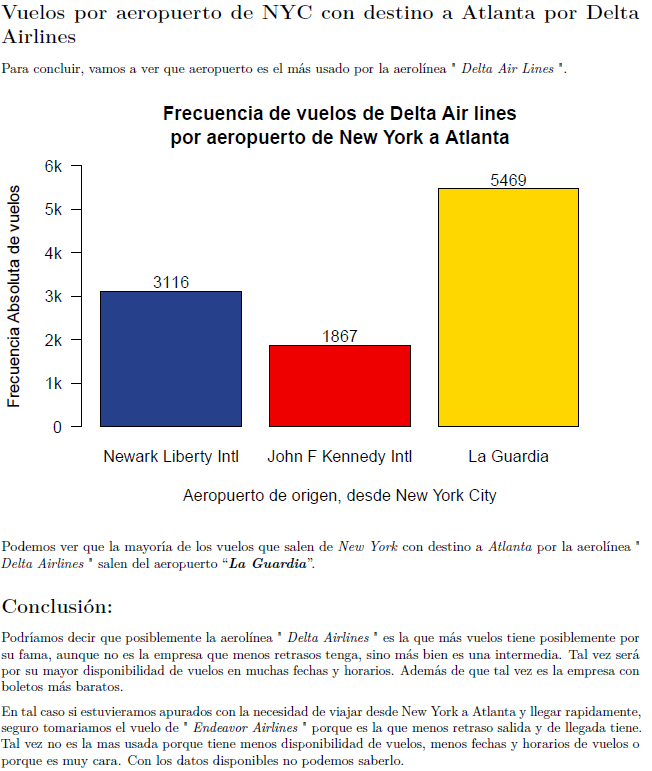 Vuelos por aeropuerto de NYC con destino a Atlanta por Delta
Airlines
Para concluir, vamos a ver que aeropuerto es el más usado por la aerolínea " Delta Air Lines ".
Frecuencia de vuelos de Delta Air lines
por aeropuerto de New York a Atlanta
Frecuencia Absoluta de vuelos
6k
5k
4k
3k
2k
1k
0
3116
1867
5469
Newark Liberty Intl
John F Kennedy Intl
La Guardia
Aeropuerto de origen, desde New York City
Podemos ver que la mayoría de los vuelos que salen de New York con destino a Atlanta por la aerolínea "
Delta Airlines " salen del aeropuerto “La Guardia”.
Conclusión:
Podríamos decir que posiblemente la aerolínea " Delta Airlines " es la que más vuelos tiene posiblemente por
su fama, aunque no es la empresa que menos retrasos tenga, sino más bien es una intermedia. Tal vez será
por su mayor disponibilidad de vuelos en muchas fechas y horarios. Además de que tal vez es la empresa con
boletos más baratos.
En tal caso si estuvieramos apurados con la necesidad de viajar desde New York a Atlanta y llegar rapidamente,
seguro tomariamos el vuelo de " Endeavor Airlines " porque es la que menos retraso salida y de llegada tiene.
Tal vez no es la mas usada porque tiene menos disponibilidad de vuelos, menos fechas y horarios de vuelos o
porque es muy cara. Con los datos disponibles no podemos saberlo.